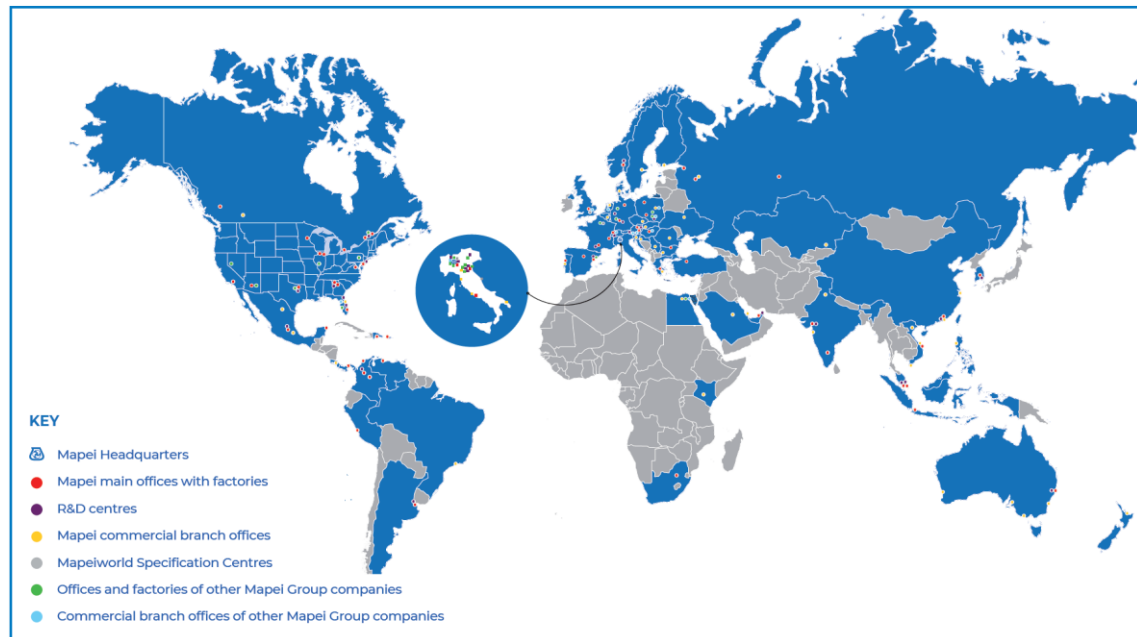 KEY
Mapei Headquarters
Mapei main offices with factories
R&D centres
Mapei commercial branch offices
Mapeiworld Specification Centres
Offices and factories of other Mapei Group companies
Commercial branch offices of other Mapei Group companies